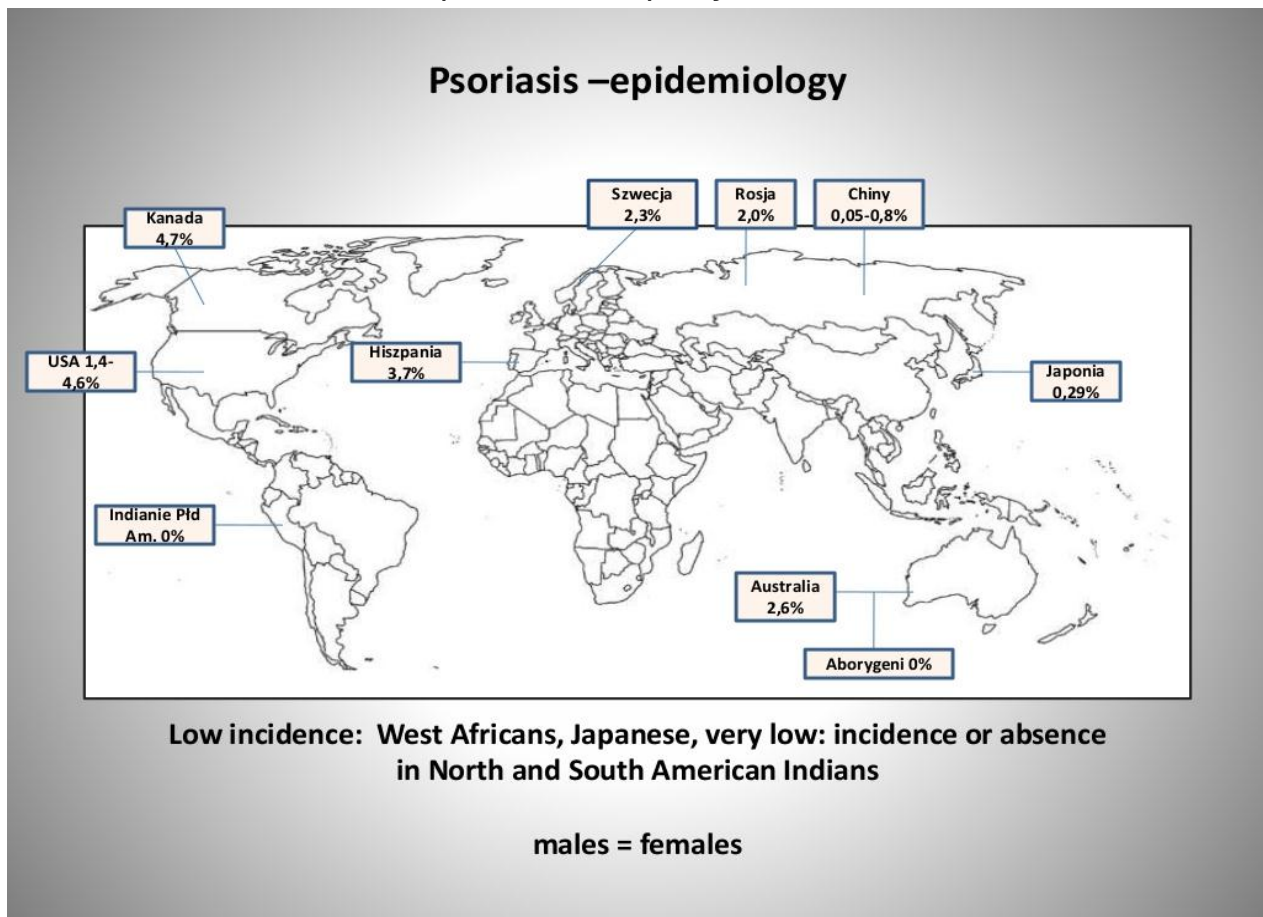 Psoriasis –epidemiology
Szwecja
2,3%
Rosja
2,0%
Chiny
0,05-0,8%
Kanada
4,7%
USA 1,4-
4,6%
Hiszpania
3,7%
Japonia
0,29%
Indianie Płd
Am. 0%
Australia
2,6%
Aborygeni 0%
Low incidence: West Africans, Japanese, very low: incidence or absence
in North and South American Indians
males = females